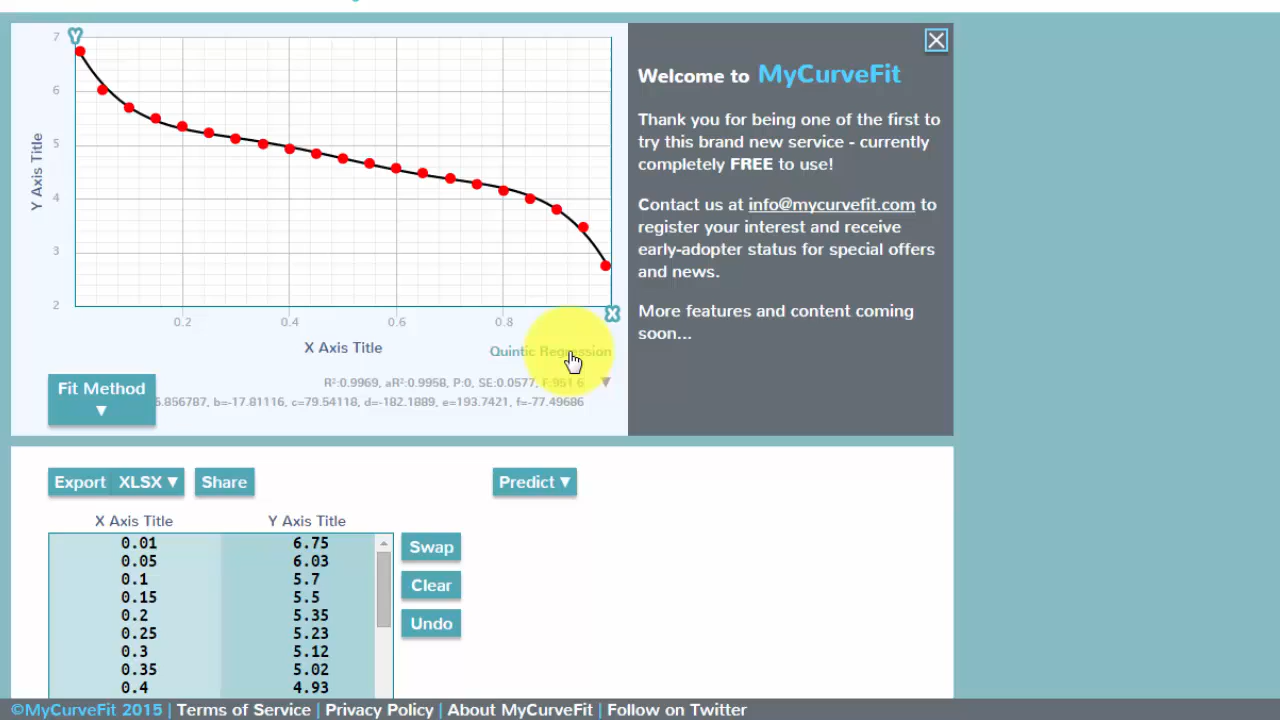 Y
7
6
5
4
3
2
Y Axis Title
0.2 0.4 0.6 0.8
X
X Axis Title
Quintic Regression
R²:0.9969, aR²:0.9958, P:0, SE:0.0577, F:951.6 ▼
Fit Method
▼
6.856787, b=-17.81116, c=79.54118, d=-182.1889, e=193.7421, f=-77.49686
Welcome to MyCurveFit
Thank you for being one of the first to
try this brand new service - currently
completely FREE to use!
Contact us at info@mycurvefit.com to
register your interest and receive
early-adopter status for special offers
and news.
More features and content coming
soon...
Export XLSX ▼ Share Predict ▼
X Axis Title Y Axis Title
0.01 6.75
0.05 6.03
0.1 5.7
0.15 5.5
0.2 5.35
0.25 5.23
0.3 5.12
0.35 5.02
0.4 4.93
Swap
Clear
Undo
©MyCurveFit 2015 | Terms of Service | Privacy Policy | About MyCurveFit | Follow on Twitter